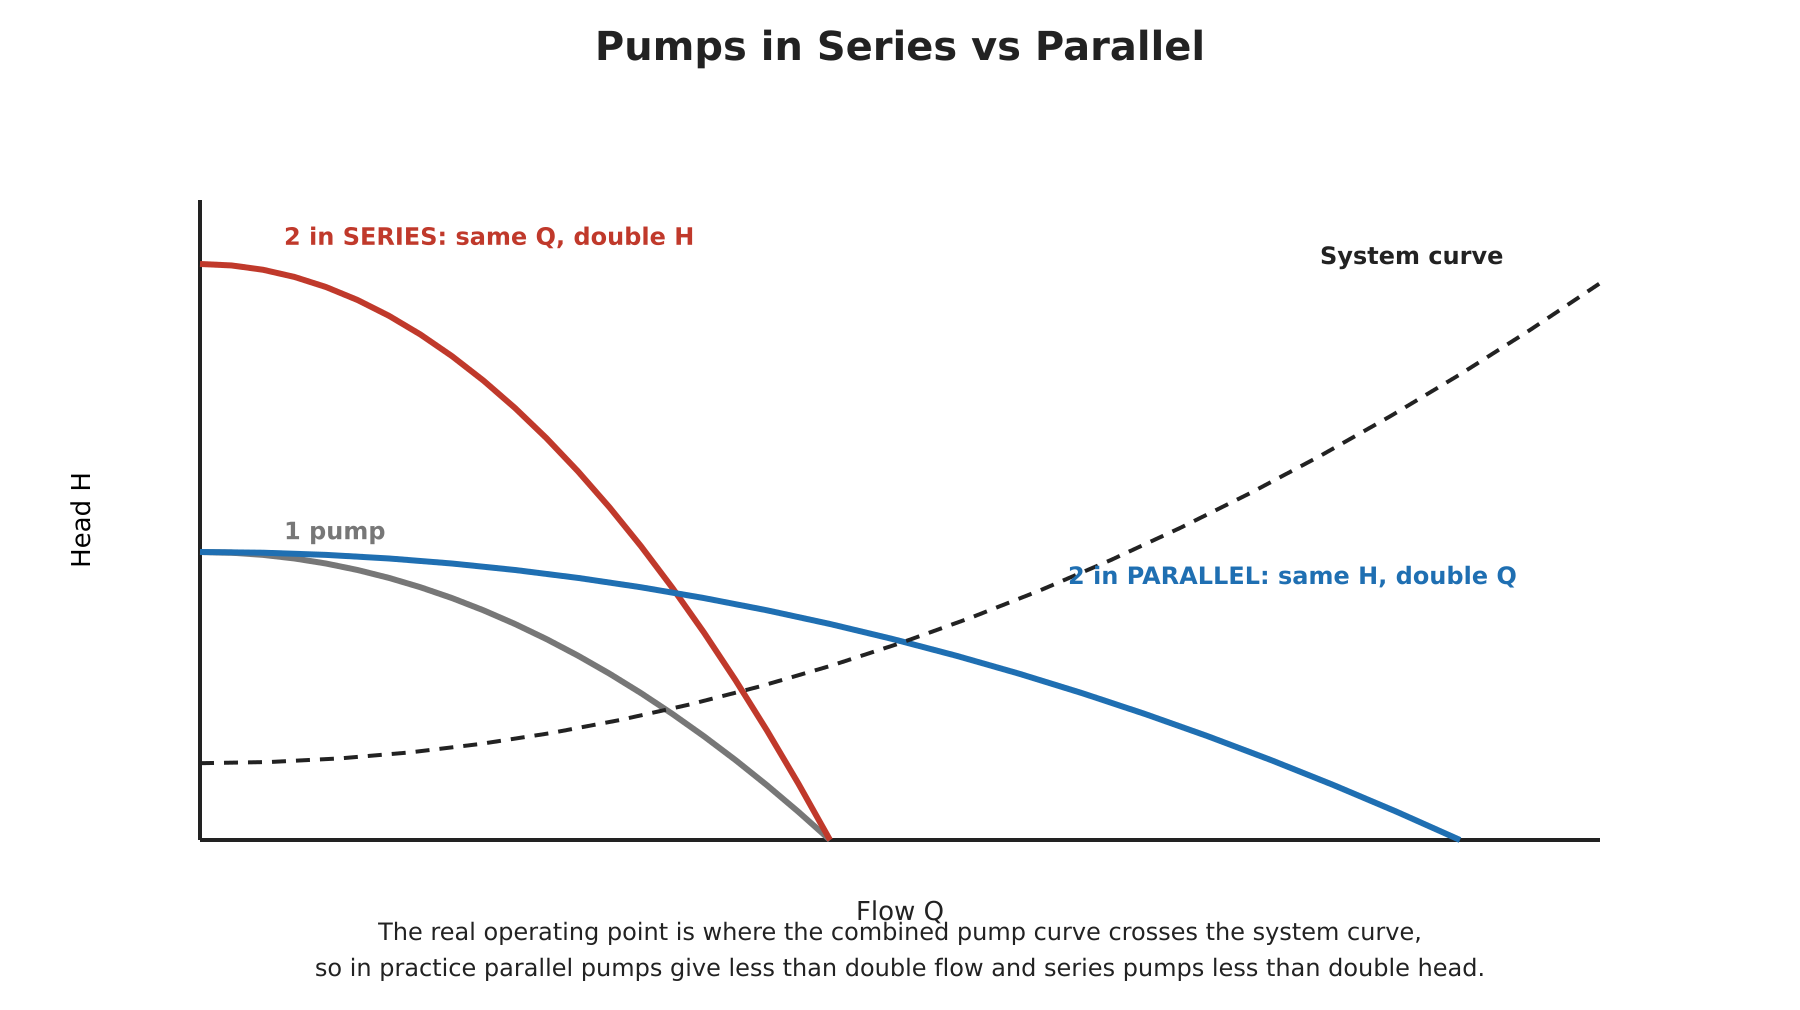 Pumps in Series vs Parallel
2 in SERIES: same Q, double H
System curve
Head H
1 pump
2 in PARALLEL: same H, double Q
Flow Q
The real operating point is where the combined pump curve crosses the system curve,
so in practice parallel pumps give less than double flow and series pumps less than double head.